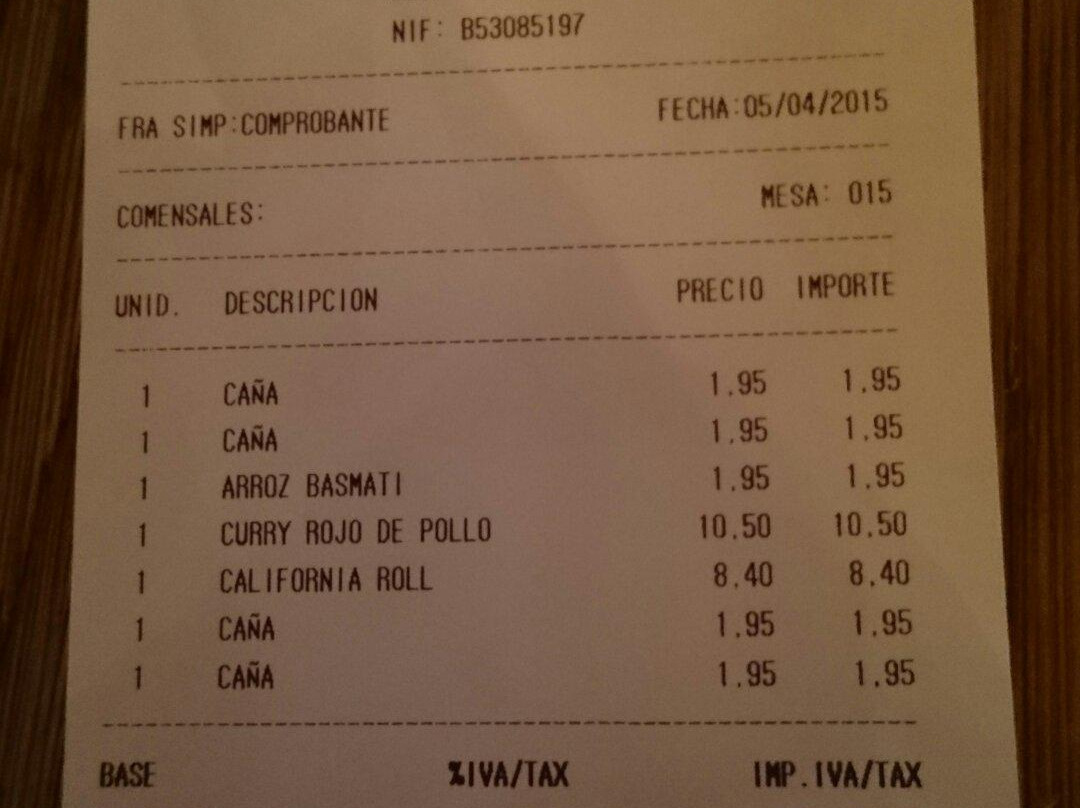 NIF: B53085197
FRA SIMP:COMPROBANTE FECHA:05/04/2015
COMENSALES: MESA: 015
UNID. DESCRIPCION PRECIO IMPORTE
1 CAÑA 1.95 1.95
1 CAÑA 1.95 1.95
1 ARROZ BASMATI 1.95 1.95
1 CURRY ROJO DE POLLO 10.50 10.50
1 CALIFORNIA ROLL 8.40 8.40
1 CAÑA 1.95 1.95
1 CAÑA 1.95 1.95
BASE %IVA/TAX IMP.IVA/TAX